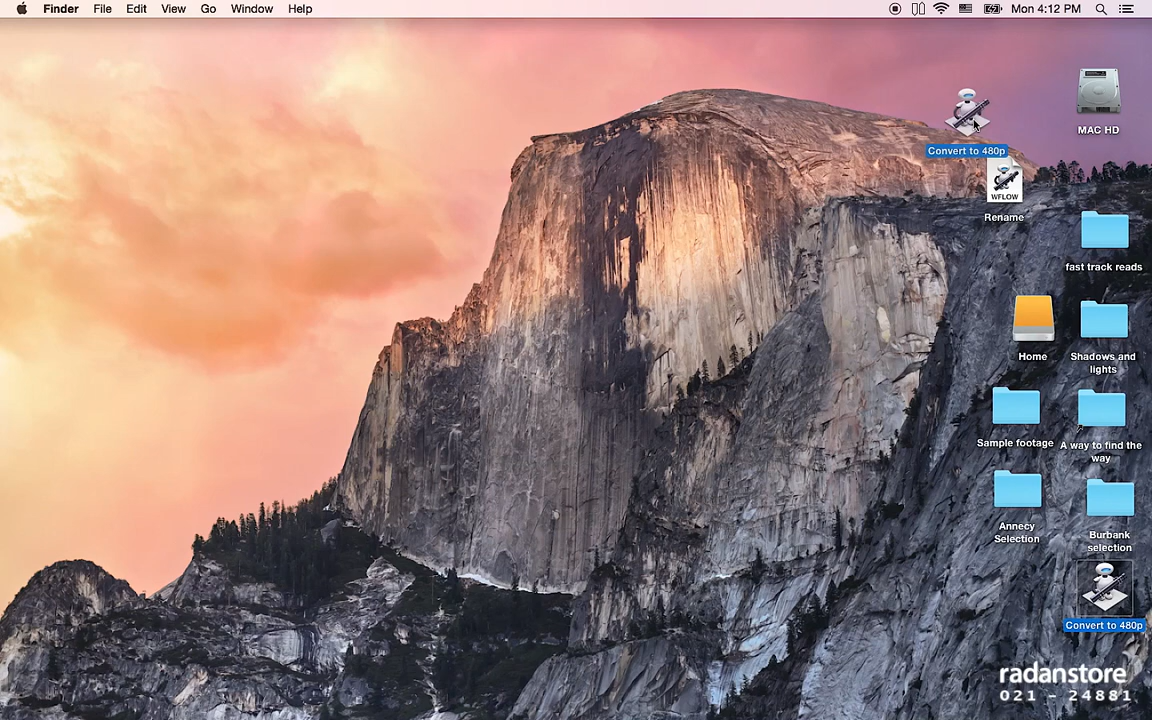 Finder File Edit View Go Window Help
Mon 4:12 PM
MAC HD
Convert to 480p
WFLOW
Rename
fast track reads
Home
Shadows and
lights
Sample footage
A way to find the
way
Annecy
Selection
Burbank
selection
Convert to 480p
radanstore
021 - 24881